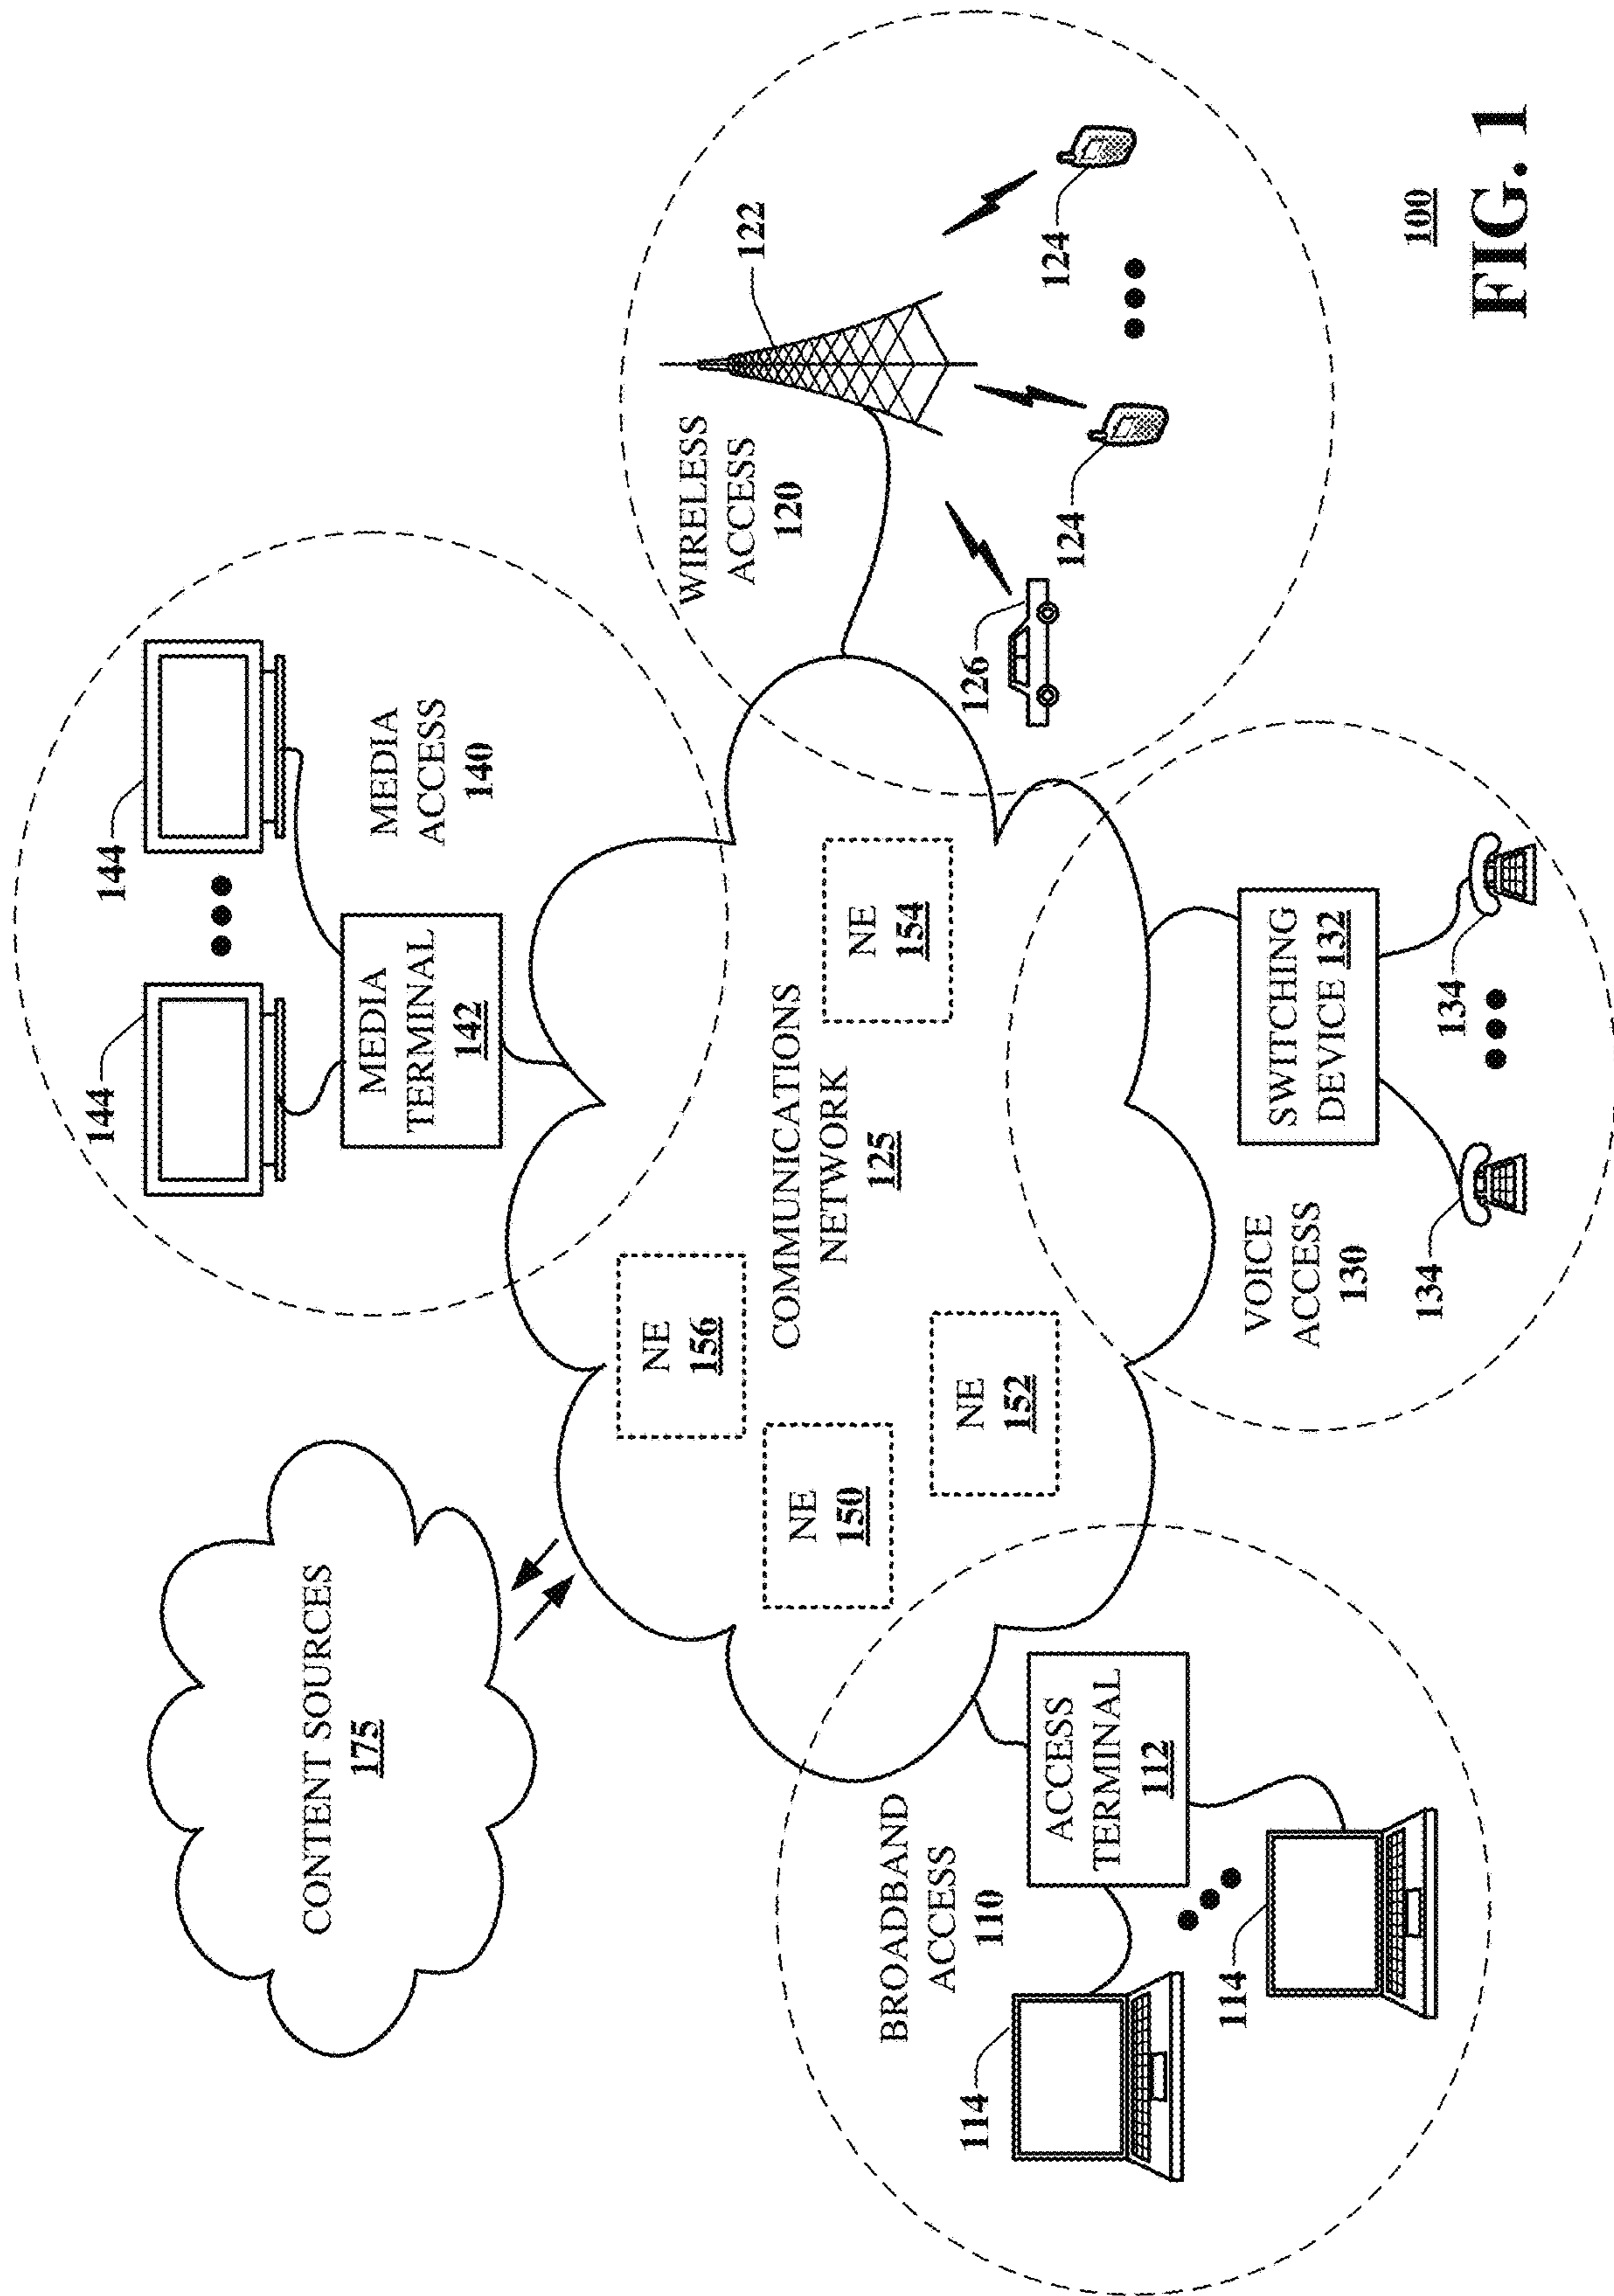 CONTENT SOURCES
175
144
144
MEDIA
TERMINAL
142
MEDIA
ACCESS
140
NE
156
NE
150
NE
152
COMMUNICATIONS
NETWORK
125
NE
154
WIRELESS
ACCESS
120
122
126
124
124
BROADBAND
ACCESS
110
ACCESS
TERMINAL
112
114
114
VOICE
ACCESS
130
SWITCHING
DEVICE 132
134
134
100
FIG. 1